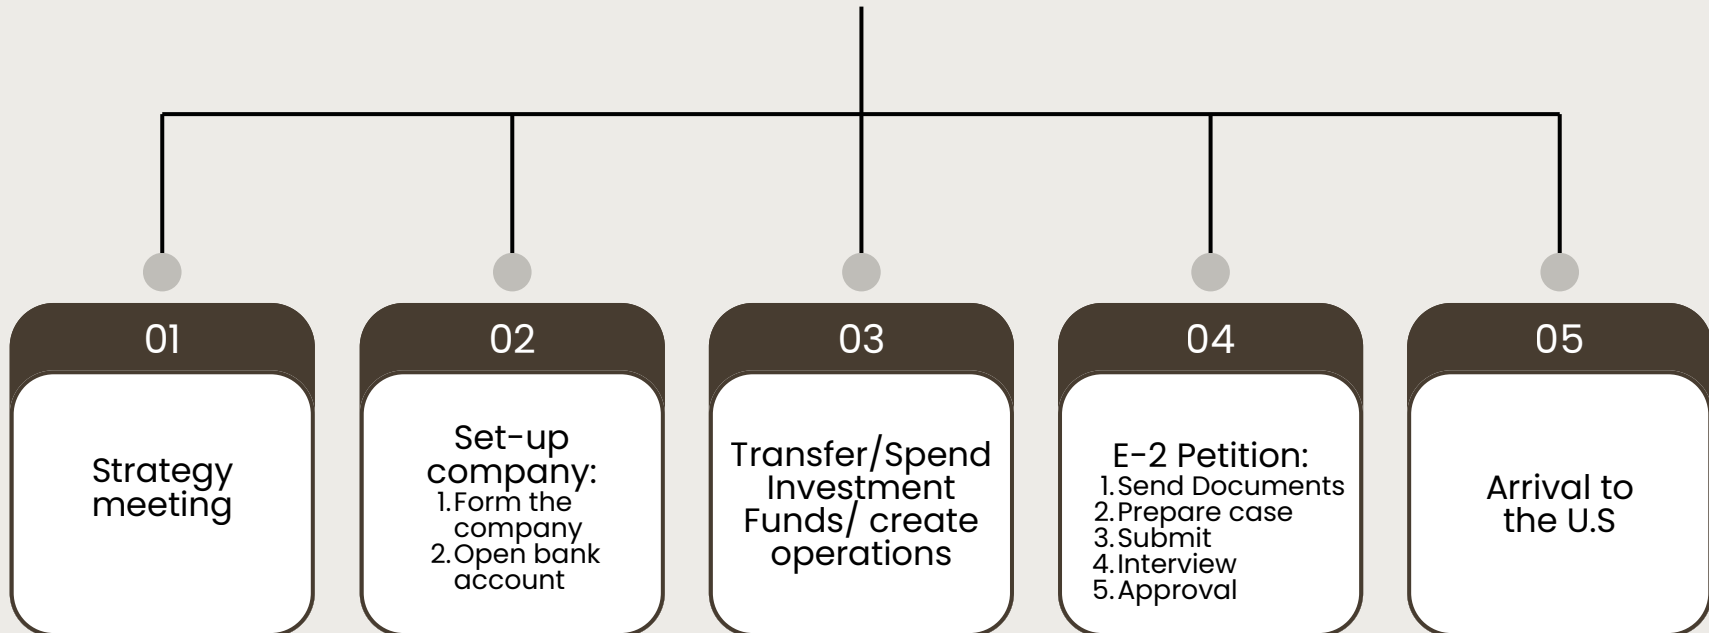 01
Strategy
meeting
02
Set-up
company:
1. Form the
company
2. Open bank
account
03
Transfer/Spend
Investment
Funds/ create
operations
04
E-2 Petition:
1. Send Documents
2. Prepare case
3. Submit
4. Interview
5. Approval
05
Arrival to
the U.S